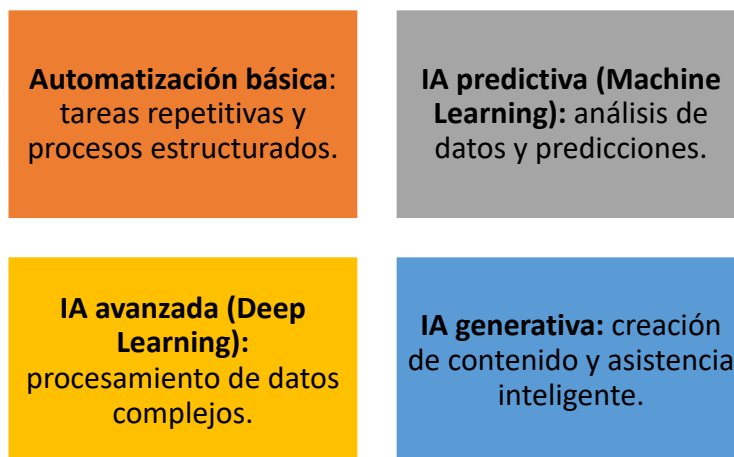 Automatización básica:
tareas repetitivas y
procesos estructurados.
IA predictiva (Machine
Learning): análisis de
datos y predicciones.
IA avanzada (Deep
Learning):
procesamiento de datos
complejos.
IA generativa: creación
de contenido y asistencia
inteligente.